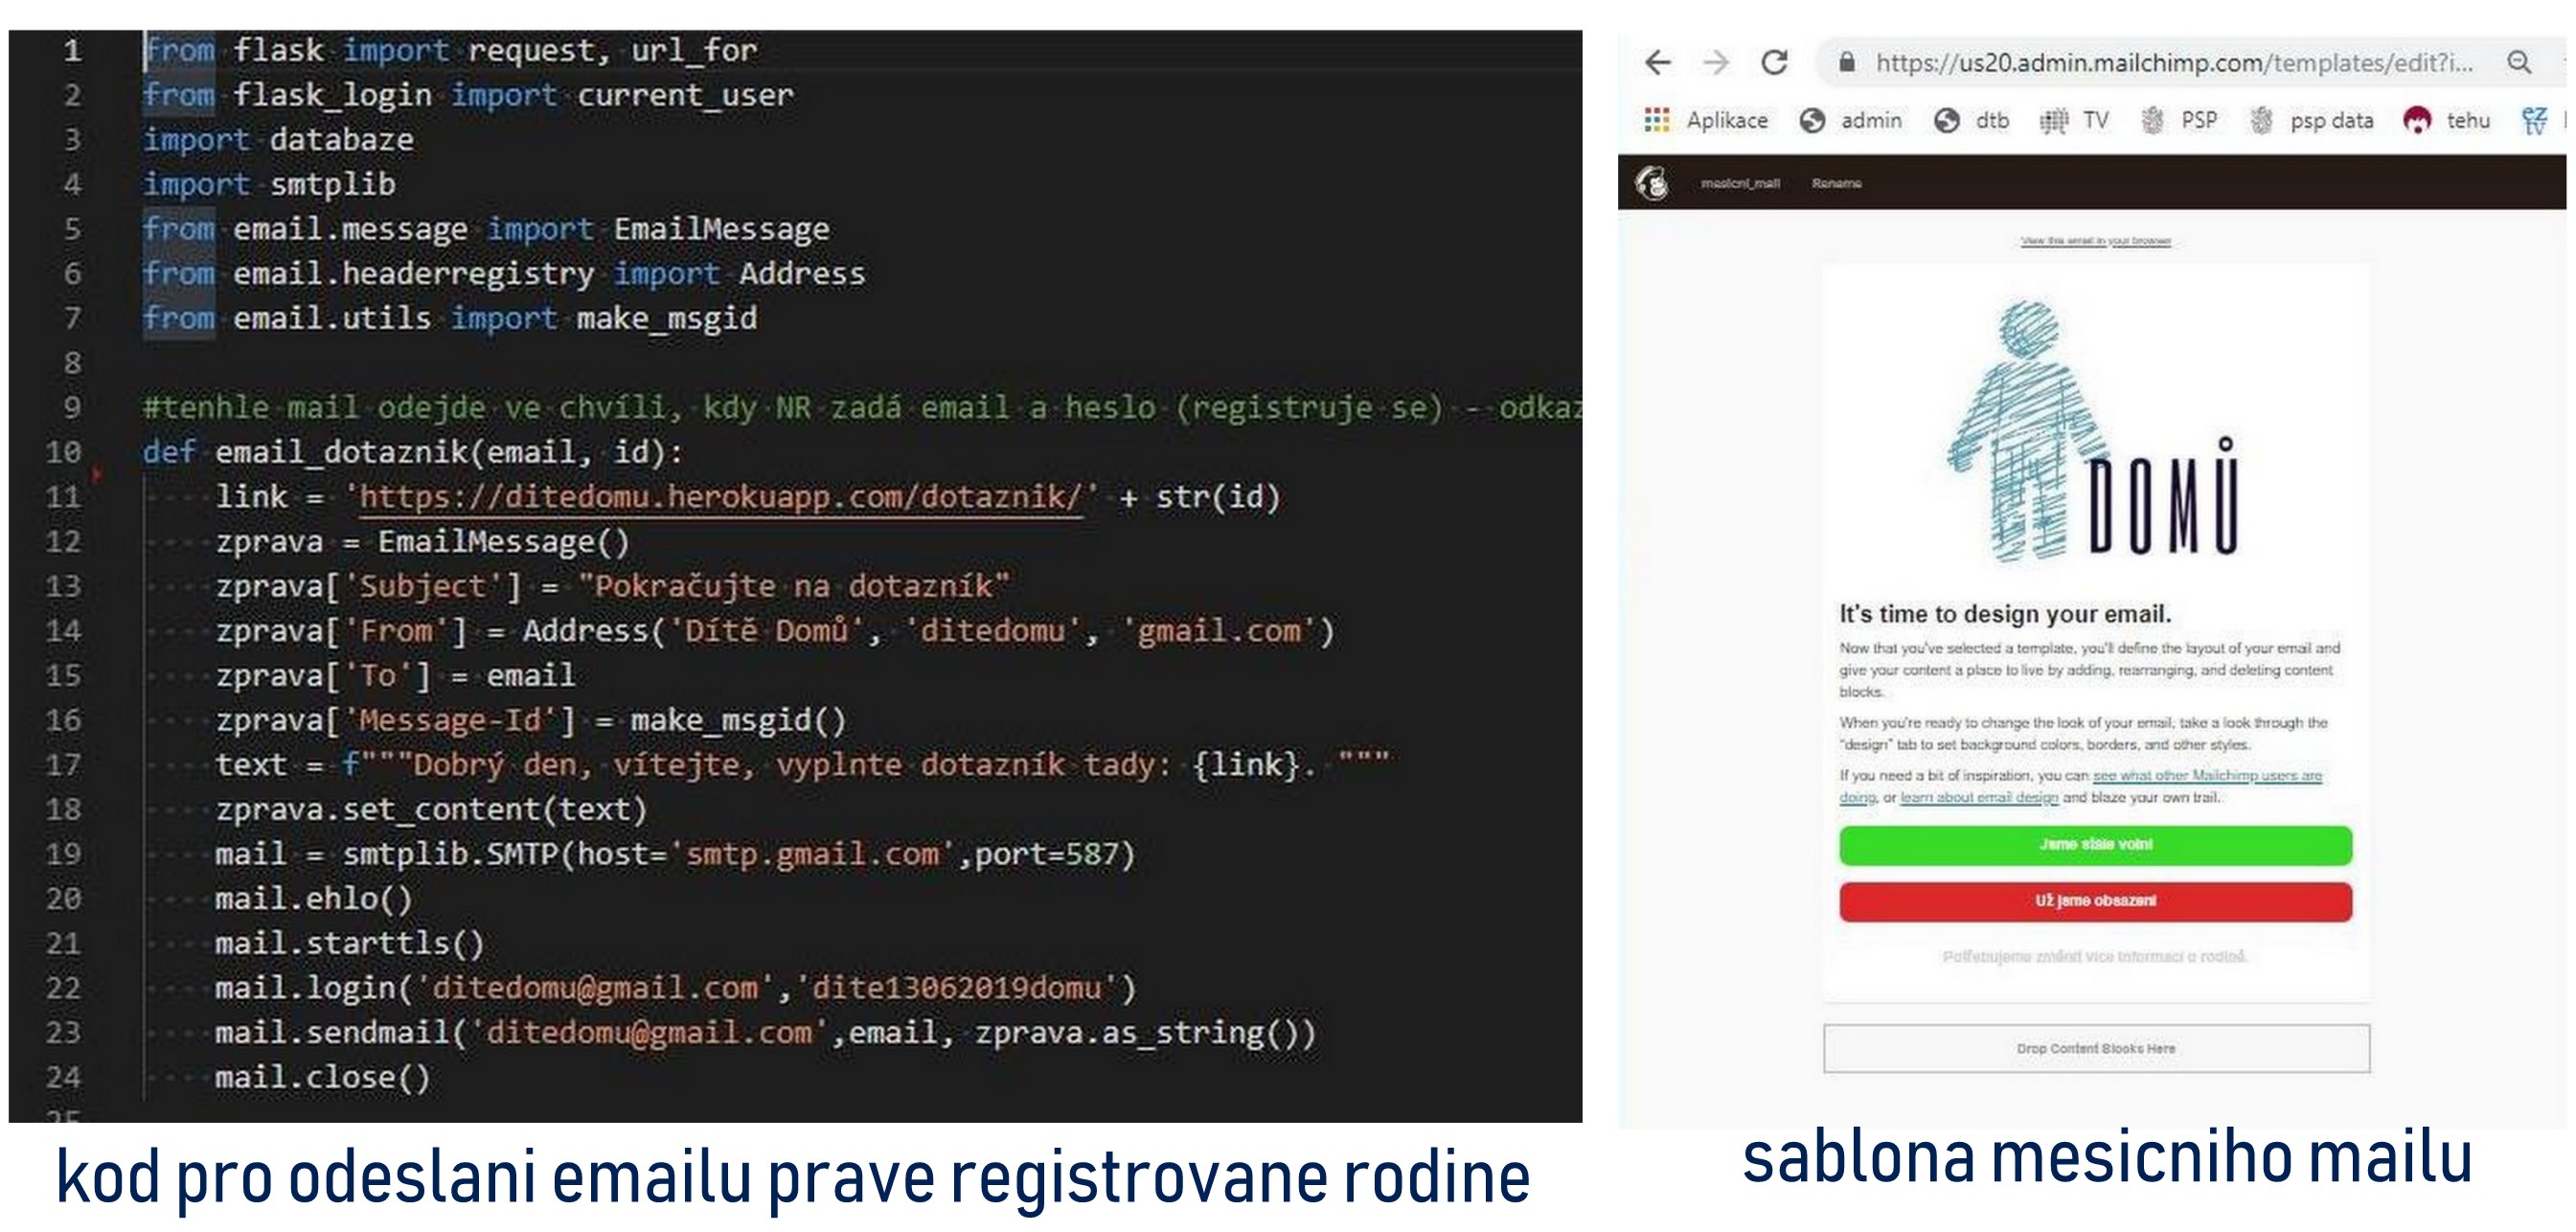 1 from flask import request, url_for
2 from flask_login import current_user
3 import databaze
4 import smtplib
5 from email.message import EmailMessage
6 from email.headerregistry import Address
7 from email.utils import make_msgid
8
9 #tenhle mail odejde ve chvíli, kdy NR zadá email a heslo (registruje se) - odkaz
10 def email_dotaznik(email, id):
11 link = 'https://ditedomu.herokuapp.com/dotaznik/' + str(id)
12 zprava = EmailMessage()
13 zprava['Subject'] = "Pokračujte na dotazník"
14 zprava['From'] = Address('Dítě Domů', 'ditedomu', 'gmail.com')
15 zprava['To'] = email
16 zprava['Message-Id'] = make_msgid()
17 text = f"""Dobrý den, vítejte, vyplnte dotazník tady: {link}. """
18 zprava.set_content(text)
19 mail = smtplib.SMTP(host='smtp.gmail.com',port=587)
20 mail.ehlo()
21 mail.starttls()
22 mail.login('ditedomu@gmail.com','dite13062019domu')
23 mail.sendmail('ditedomu@gmail.com',email, zprava.as_string())
24 mail.close()
25
kod pro odeslani emailu prave registrovane rodine
https://us20.admin.mailchimp.com/templates/edit?i...
Aplikace admin dtb TV PSP psp data tehu
mesicni_mail Rename
View this email in your browser
DOMŮ
It's time to design your email.
Now that you've selected a template, you'll define the layout of your email and
give your content a place to live by adding, rearranging, and deleting content
blocks.
When you're ready to change the look of your email, take a look through the
"design" tab to set background colors, borders, and other styles.
If you need a bit of inspiration, you can see what other Mailchimp users are
doing, or learn about email design and blaze your own trail.
Jsme stále volní
Už jsme obsazeni
Potřebujeme změnit více informací o rodině.
Drop Content Blocks Here
sablona mesicniho mailu